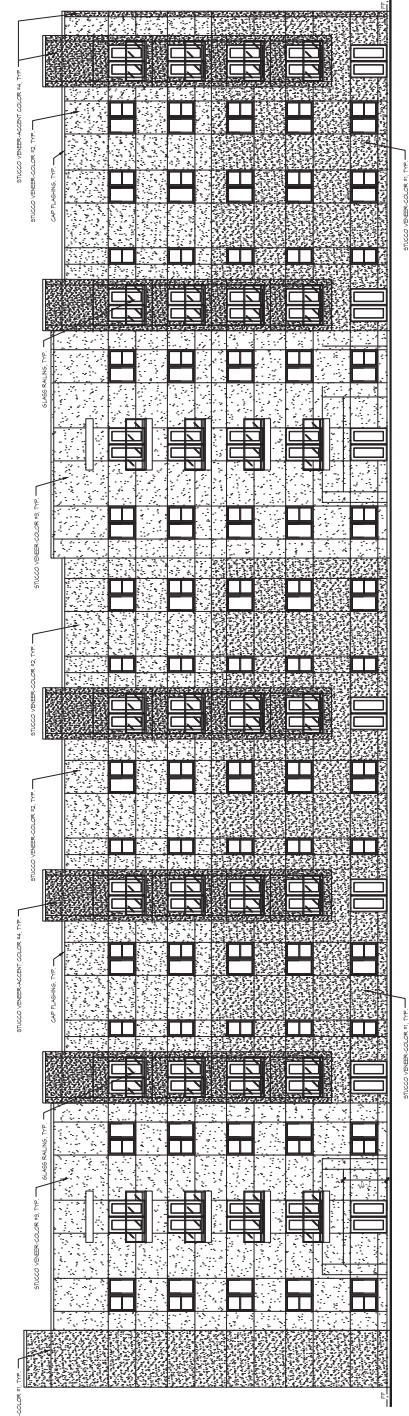 STUCCO VENEER-ACCENT COLOR #4, TYP.
STUCCO VENEER-COLOR #2, TYP.
CAP FLASHING, TYP.
GLASS RAILING, TYP.
STUCCO VENEER-COLOR #3, TYP.
STUCCO VENEER-COLOR #2, TYP.
STUCCO VENEER-COLOR #2, TYP.
STUCCO VENEER-ACCENT COLOR #4, TYP.
CAP FLASHING, TYP.
GLASS RAILING, TYP.
STUCCO VENEER-COLOR #3, TYP.
-COLOR #1, TYP.
STUCCO VENEER-COLOR #1, TYP.
STUCCO VENEER-COLOR #1, TYP.